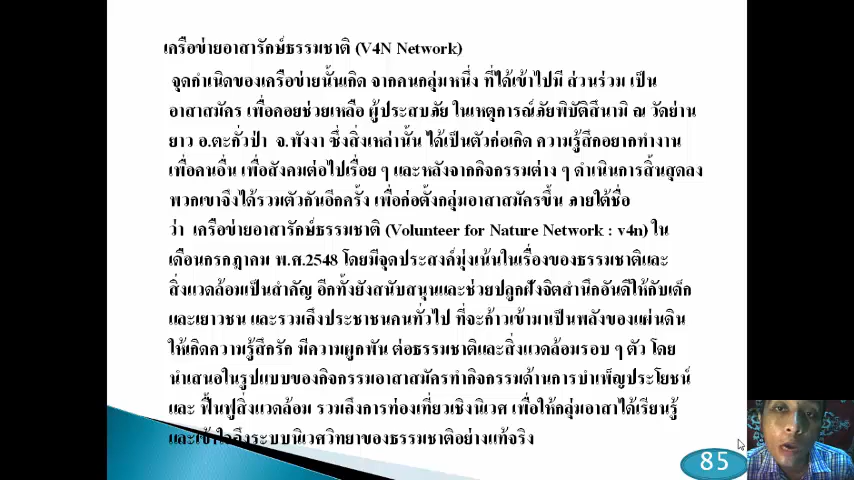 เครือข่ายอาสารักษ์ธรรมชาติ (V4N Network)
จุดกำเนิดของเครือข่ายนั้นเกิด จากคนกลุ่มหนึ่ง ที่ได้เข้าไปมี ส่วนร่วม เป็น
อาสาสมัคร เพื่อคอยช่วยเหลือ ผู้ประสบภัย ในเหตุการณ์ภัยพิบัติสึนามิ ณ วัดย่าน
ยาว อ.ตะกั่วป่า จ.พังงา ซึ่งสิ่งเหล่านั้น ได้เป็นตัวก่อเกิด ความรู้สึกอยากทำงาน
เพื่อคนอื่น เพื่อสังคมต่อไปเรื่อย ๆ และหลังจากกิจกรรมต่าง ๆ ดำเนินการสิ้นสุดลง
พวกเขาจึงได้รวมตัวกันอีกครั้ง เพื่อก่อตั้งกลุ่มอาสาสมัครขึ้น ภายใต้ชื่อ
ว่า เครือข่ายอาสารักษ์ธรรมชาติ (Volunteer for Nature Network : v4n) ใน
เดือนกรกฎาคม พ.ศ.2548 โดยมีจุดประสงค์มุ่งเน้นในเรื่องของธรรมชาติและ
สิ่งแวดล้อมเป็นสำคัญ อีกทั้งยังสนับสนุนและช่วยปลูกฝังจิตสำนึกอันดีให้กับเด็ก
และเยาวชน และรวมถึงประชาชนคนทั่วไป ที่จะก้าวเข้ามาเป็นพลังของแผ่นดิน
ให้เกิดความรู้สึกรัก มีความผูกพัน ต่อธรรมชาติและสิ่งแวดล้อมรอบ ๆ ตัว โดย
นำเสนอในรูปแบบของกิจกรรมอาสาสมัครทำกิจกรรมด้านการบำเพ็ญประโยชน์
และ ฟื้นฟูสิ่งแวดล้อม รวมถึงการท่องเที่ยวเชิงนิเวศ เพื่อให้กลุ่มอาสาได้เรียนรู้
และเข้าใจถึงระบบนิเวศวิทยาของธรรมชาติอย่างแท้จริง
85